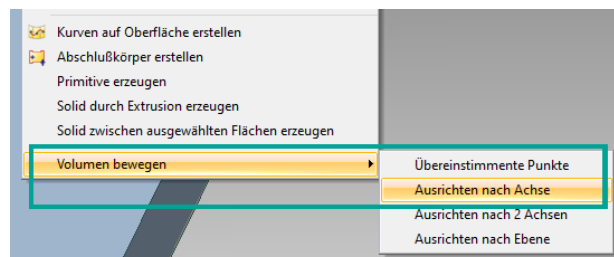 Kurven auf Oberfläche erstellen
Abschlußkörper erstellen
Primitive erzeugen
Solid durch Extrusion erzeugen
Solid zwischen ausgewählten Flächen erzeugen
Volumen bewegen
Übereinstimmente Punkte
Ausrichten nach Achse
Ausrichten nach 2 Achsen
Ausrichten nach Ebene